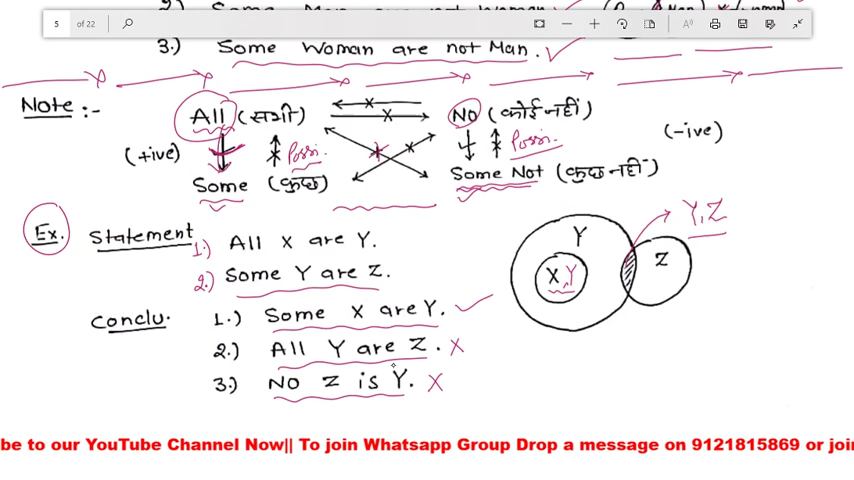 5 of 22
3.) Some Woman are not Man.
Note :-
All (सभी) No (कोई नहीं)
(+ive) Possi. Possi. (-ive)
Some (कुछ) Some Not (कुछ नहीं)
Ex. Statement
1.) All X are Y.
2.) Some Y are Z.
Conclu. 1.) Some X are Y.
2.) All Y are Z.
3.) NO Z is Y.
Y
X, Y
Z
Y, Z
be to our YouTube Channel Now|| To join Whatsapp Group Drop a message on 9121815869 or joi